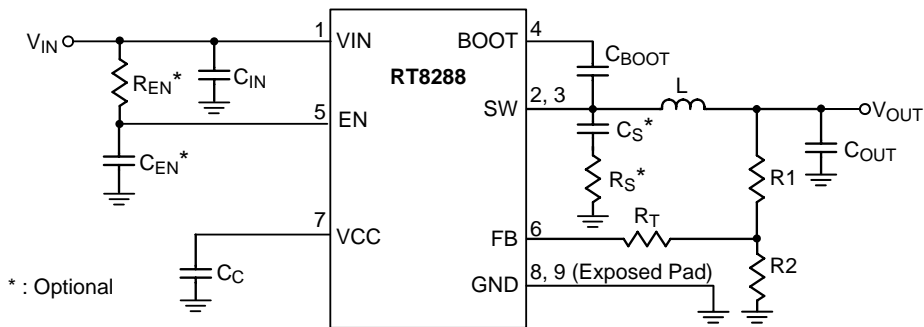 VIN
1
VIN
REN*
CIN
RT8288
BOOT
4
CBOOT
SW
2, 3
L
VOUT
5
EN
CS*
COUT
CEN*
RS*
R1
7
VCC
FB
6
RT
CC
R2
GND
8, 9 (Exposed Pad)
* : Optional